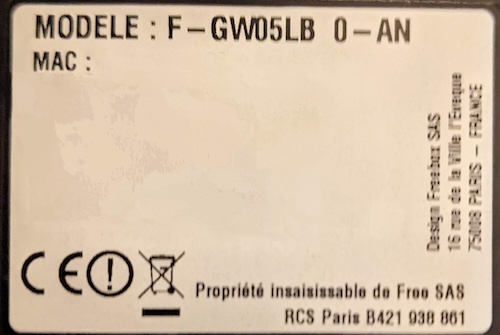 MODELE : F-GW05LB 0-AN
MAC :
Design Freebox SAS
16 rue de la Ville l'Eveque
75008 PARIS - FRANCE
CE
Propriété insaisissable de Free SAS
RCS Paris B421 938 861